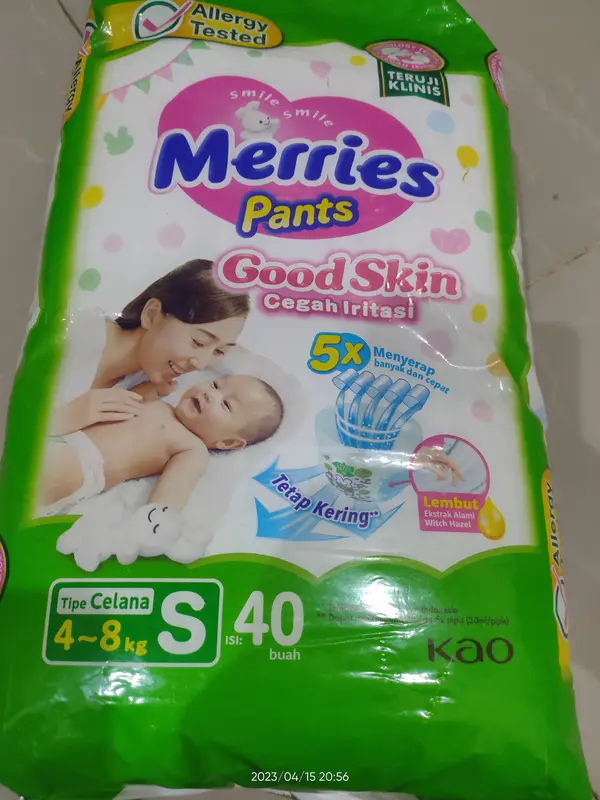 Allergy
Tested
TERUJI
KLINIS
Smile Smile
Merries
Pants
Good Skin
Cegah Iritasi
5x
Menyerap
banyak dan cepat
Tetap Kering**
Lembut
Ekstrak Alami
Witch Hazel
Allergy
Tipe Celana
4~8kg
S
ISI: 40
buah
Kao
2023/04/15 20:56